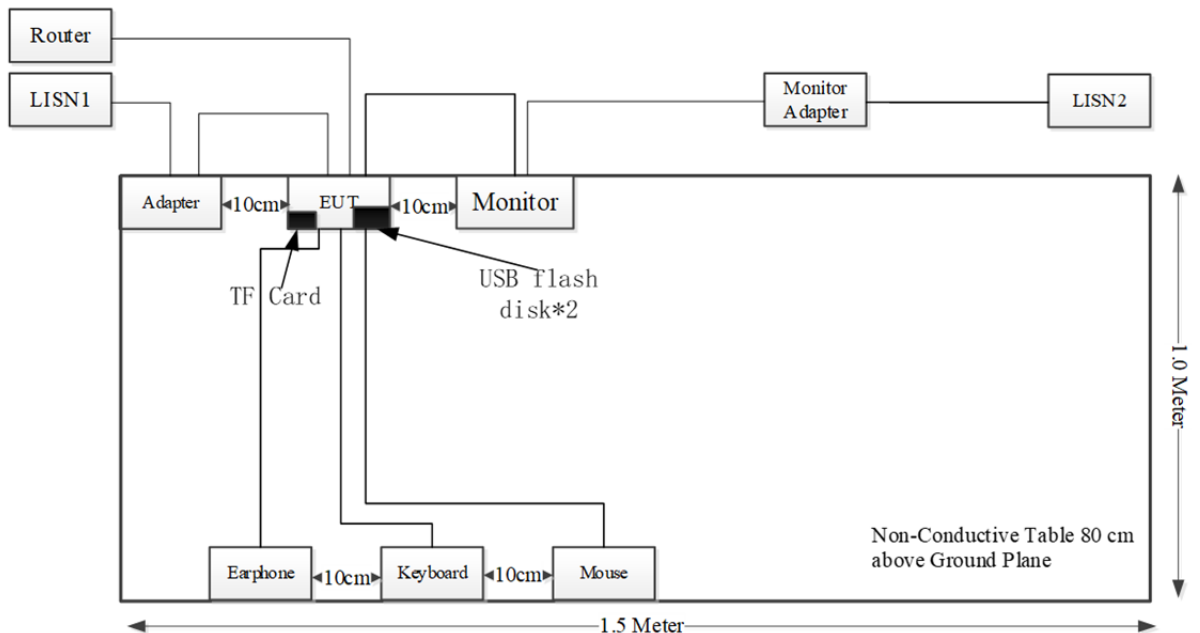 Router
LISN1
Monitor
Adapter
LISN2
Adapter
10cm
EUT
10cm
Monitor
TF Card
USB flash
disk*2
1.0 Meter
Non-Conductive Table 80 cm
above Ground Plane
Earphone
10cm
Keyboard
10cm
Mouse
1.5 Meter